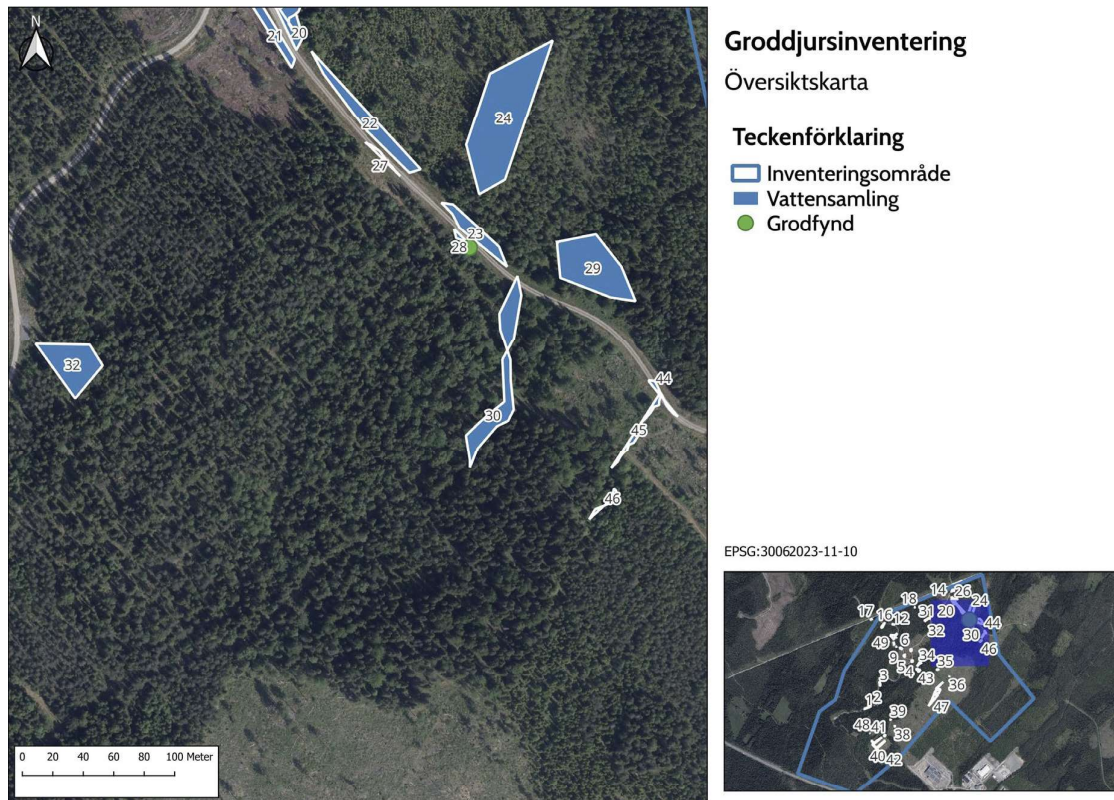 N
20
21
22
24
27
23
28
29
32
30
44
45
46
0 20 40 60 80 100 Meter
Groddjursinventering
Översiktskarta
Teckenförklaring
Inventeringsområde
Vattensamling
Grodfynd
EPSG:30062023-11-10
14 26
18 20 24
17 16 12 31 44
32 30
49 6 46
9 34
5 4 43 35
3 36
1 2 47
39
48 41 38
40 42